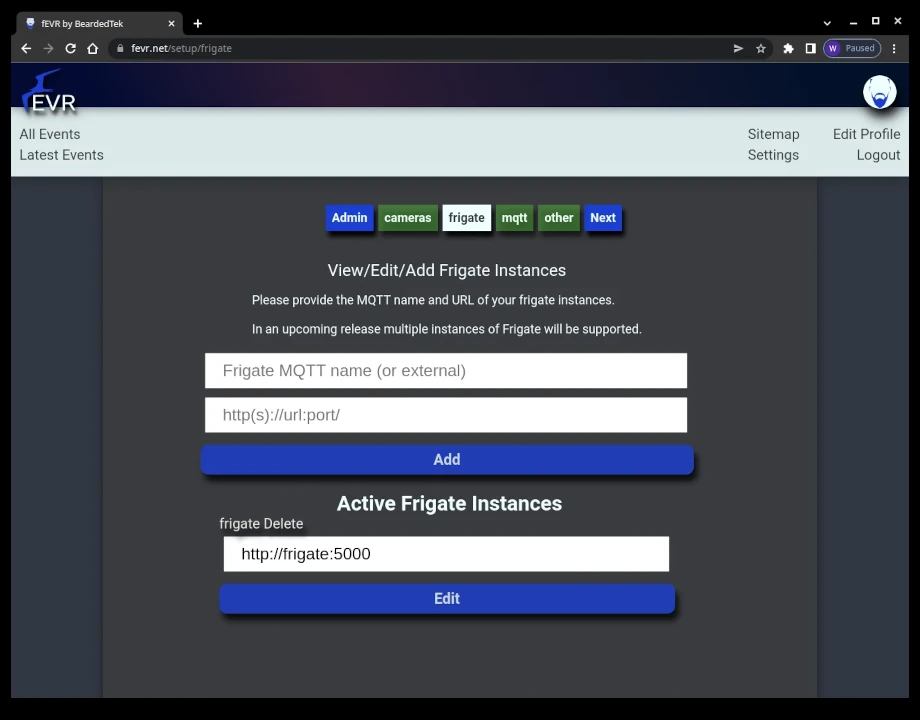 fEVR by BeardedTek
fevr.net/setup/frigate
W Paused
EVR
All Events
Latest Events
Sitemap
Settings
Edit Profile
Logout
Admin cameras frigate mqtt other Next
View/Edit/Add Frigate Instances
Please provide the MQTT name and URL of your frigate instances.
In an upcoming release multiple instances of Frigate will be supported.
Frigate MQTT name (or external)
http(s)://url:port/
Add
Active Frigate Instances
frigate Delete
http://frigate:5000
Edit